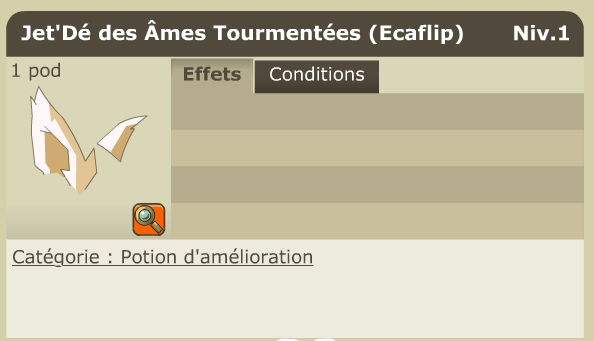 Jet'Dé des Âmes Tourmentées (Ecaflip) Niv.1
1 pod
Effets Conditions
Catégorie : Potion d'amélioration